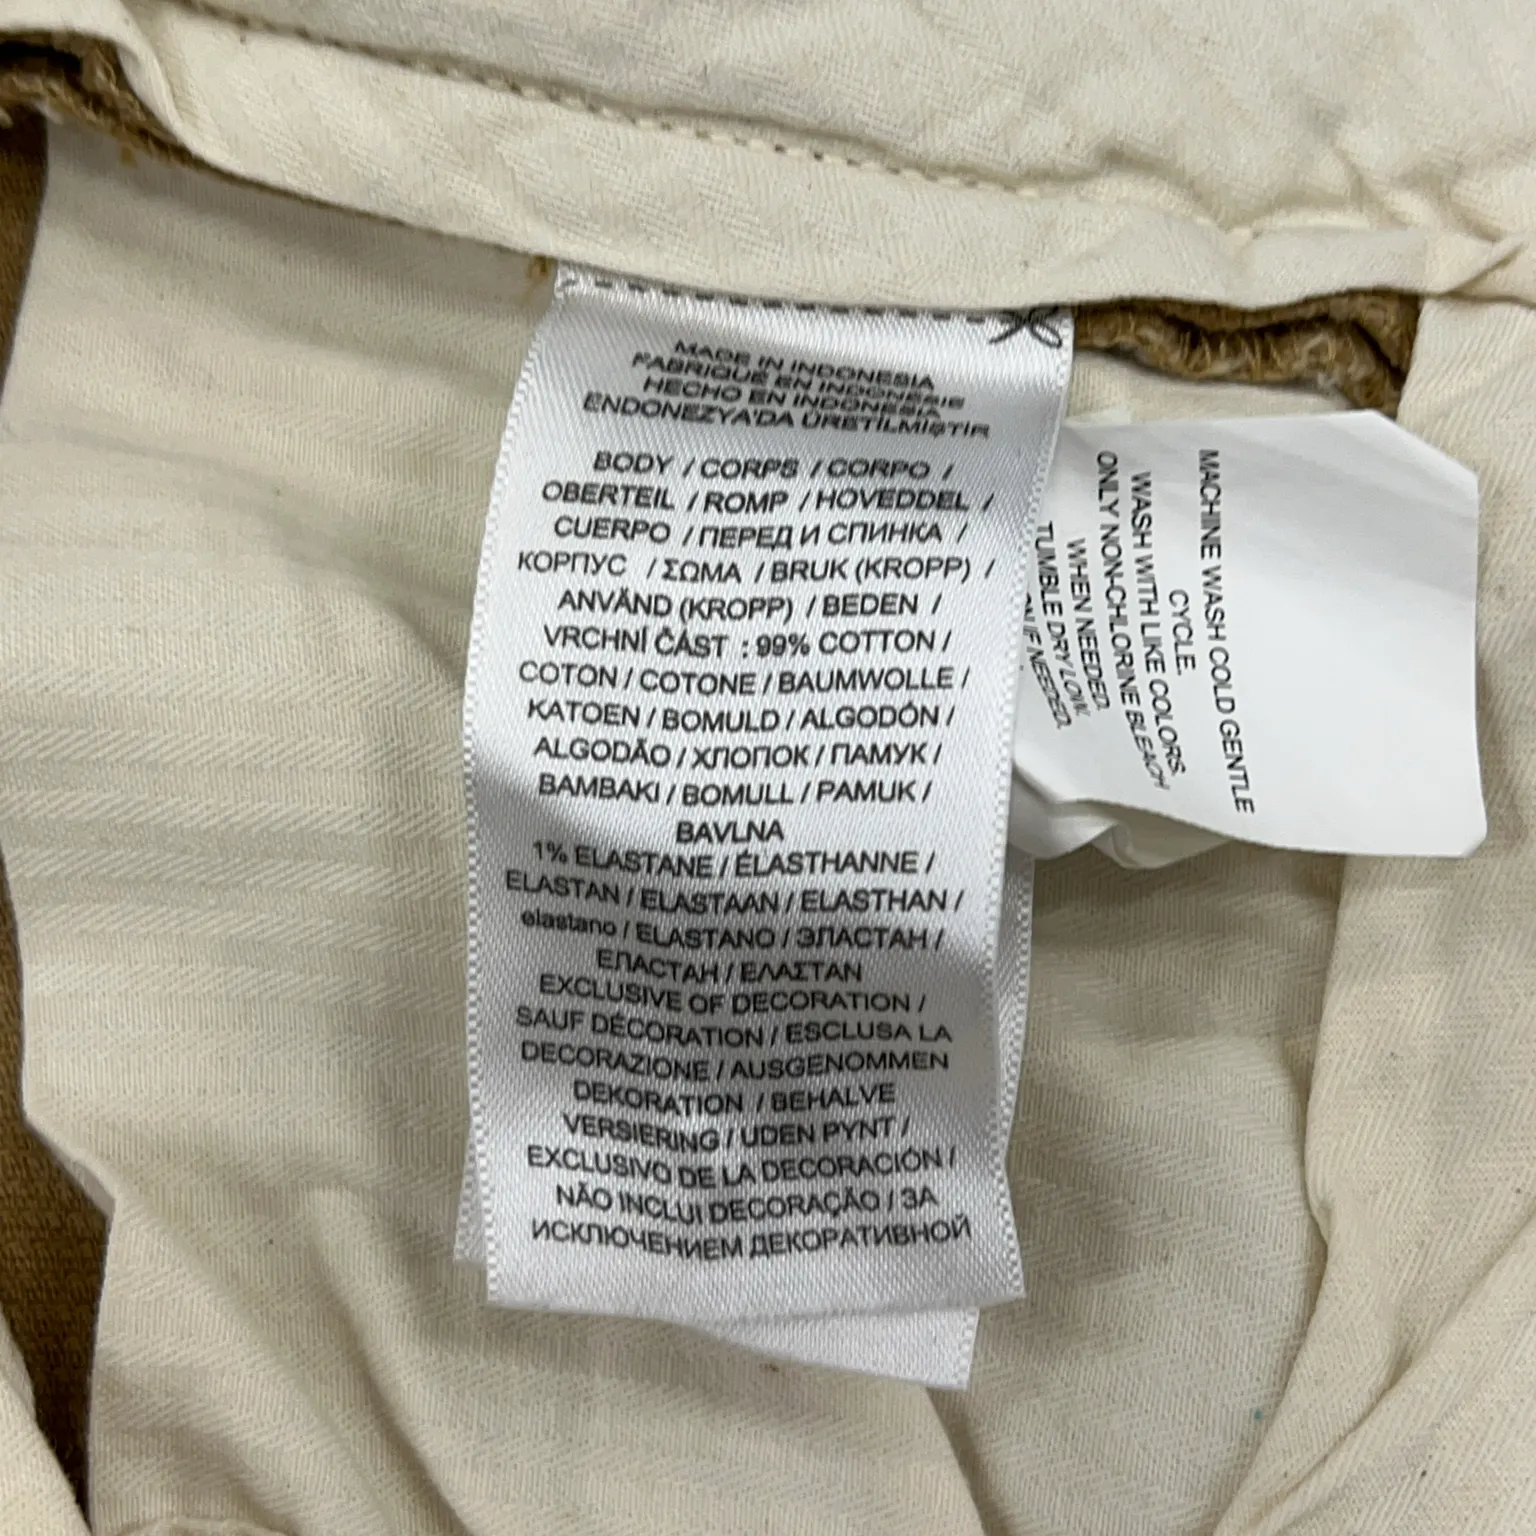 MADE IN INDONESIA
FABRIQUÉ EN INDONÉSIE
HECHO EN INDONESIA
ENDONEZYA'DA ÜRETİLMİŞTİR
BODY / CORPS / CORPO /
OBERTEIL / ROMP / HOVEDDEL /
CUERPO / ПЕРЕД И СПИНКА /
КОРПУС / ΣΩΜΑ / BRUK (KROPP) /
ANVÄND (KROPP) / BEDEN /
VRCHNÍ ČÁST : 99% COTTON /
COTON / COTONE / BAUMWOLLE /
KATOEN / BOMULD / ALGODÓN /
ALGODÃO / ХЛОПОК / ПАМУК /
BAMBAKI / BOMULL / PAMUK /
BAVLNA
1% ELASTANE / ÉLASTHANNE /
ELASTAN / ELASTAAN / ELASTHAN /
elastano / ELASTANO / ЭЛАСТАН /
ЕЛАСТАН / ΕΛΑΣΤΑΝ
EXCLUSIVE OF DECORATION /
SAUF DÉCORATION / ESCLUSA LA
DECORAZIONE / AUSGENOMMEN
DEKORATION / BEHALVE
VERSIERING / UDEN PYNT /
EXCLUSIVO DE LA DECORACIÓN /
NÃO INCLUI DECORAÇÃO / ЗА
ИСКЛЮЧЕНИЕМ ДЕКОРАТИВНОЙ
MACHINE WASH COLD GENTLE
CYCLE.
WASH WITH LIKE COLORS.
ONLY NON-CHLORINE BLEACH
WHEN NEEDED.
TUMBLE DRY LOW.
IF NEEDED.